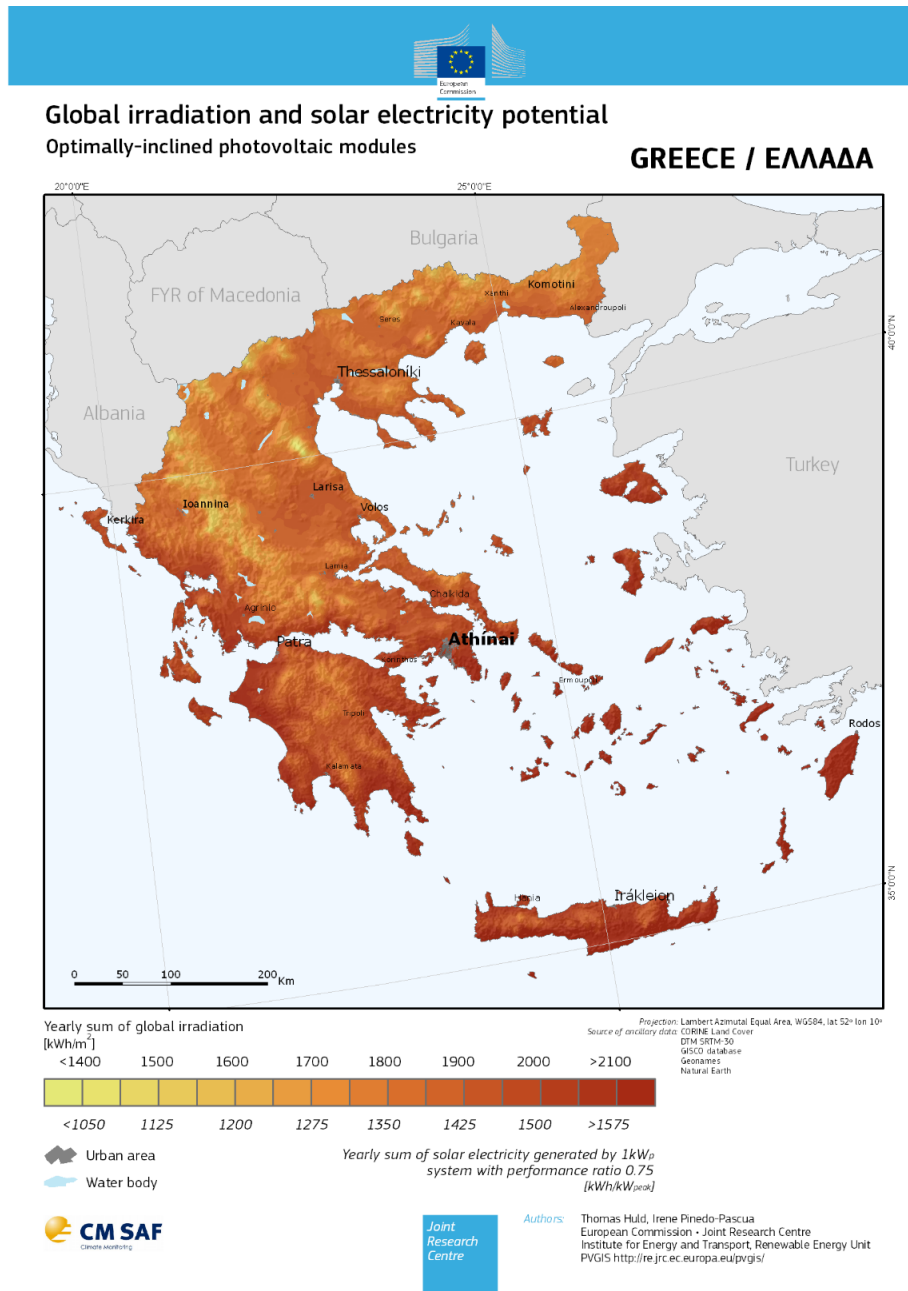 European
Commission
Global irradiation and solar electricity potential
Optimally-inclined photovoltaic modules
GREECE / ΕΛΛΑΔΑ
20°0'0"E
25°0'0"E
Bulgaria
FYR of Macedonia
Komotini
Xanthi
Alexandroupoli
Seres
Kavala
40°0'0"N
Thessaloníki
Albania
Turkey
Larisa
Ioannina
Volos
Kerkira
Lamia
Chalkida
Agrinio
Athínai
Patra
Korinthos
Ermoupoli
Tripoli
Rodos
Kalamata
35°0'0"N
Irákleion
Hania
0 50 100 200 Km
Yearly sum of global irradiation
[kWh/m²]
<1400 1500 1600 1700 1800 1900 2000 >2100
<1050 1125 1200 1275 1350 1425 1500 >1575
Projection: Lambert Azimutal Equal Area, WGS84, lat 52º lon 10º
Source of ancillary data: CORINE Land Cover
DTM SRTM-30
GISCO database
Geonames
Natural Earth
Urban area
Water body
Yearly sum of solar electricity generated by 1kWp
system with performance ratio 0.75
[kWh/kWpeak]
CM SAF
Climate Monitoring
Joint
Research
Centre
Authors: Thomas Huld, Irene Pinedo-Pascua
European Commission • Joint Research Centre
Institute for Energy and Transport, Renewable Energy Unit
PVGIS http://re.jrc.ec.europa.eu/pvgis/